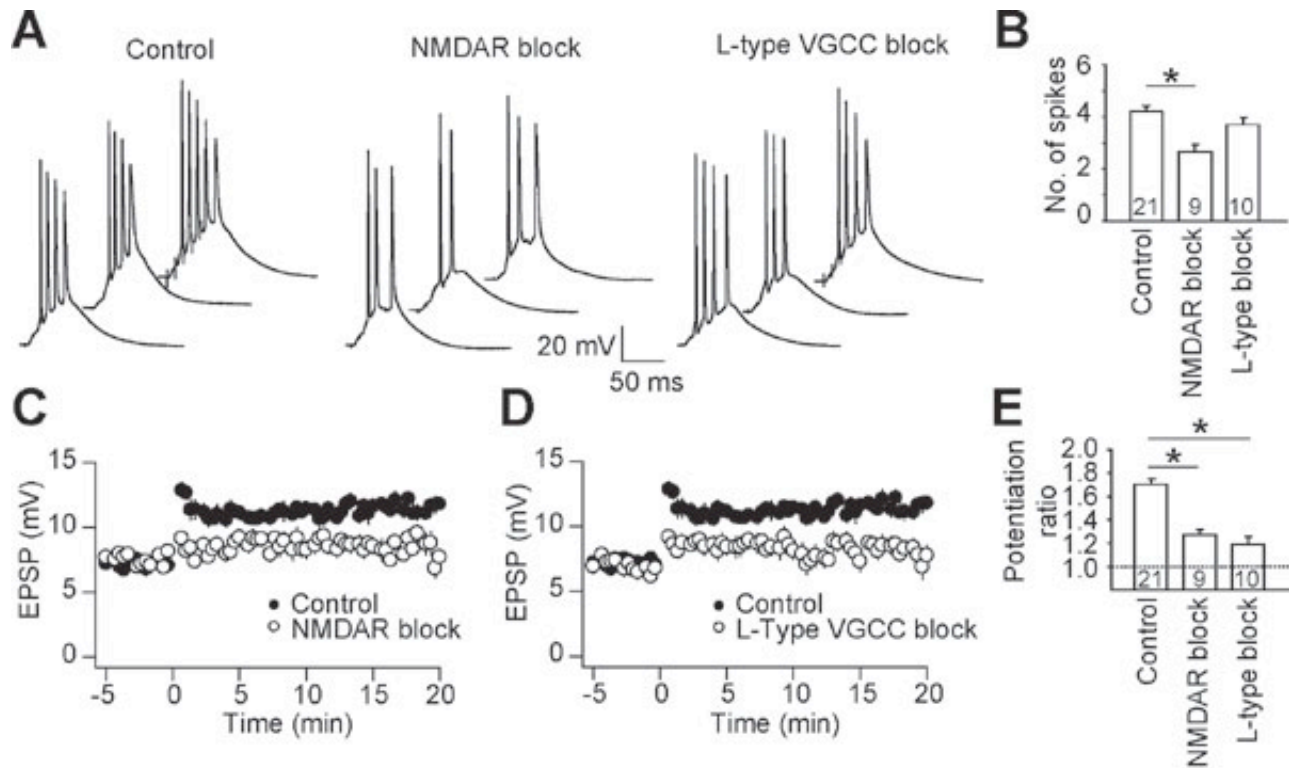 A
Control
NMDAR block
L-type VGCC block
20 mV
50 ms
B
No. of spikes
6
4
2
0
*
21
9
10
Control
NMDAR block
L-type block
C
EPSP (mV)
15
10
5
0
Control
NMDAR block
-5 0 5 10 15 20
Time (min)
D
EPSP (mV)
15
10
5
0
Control
L-Type VGCC block
-5 0 5 10 15 20
Time (min)
E
Potentiation
ratio
2.0
1.8
1.6
1.4
1.2
1.0
*
*
21
9
10
Control
NMDAR block
L-type block